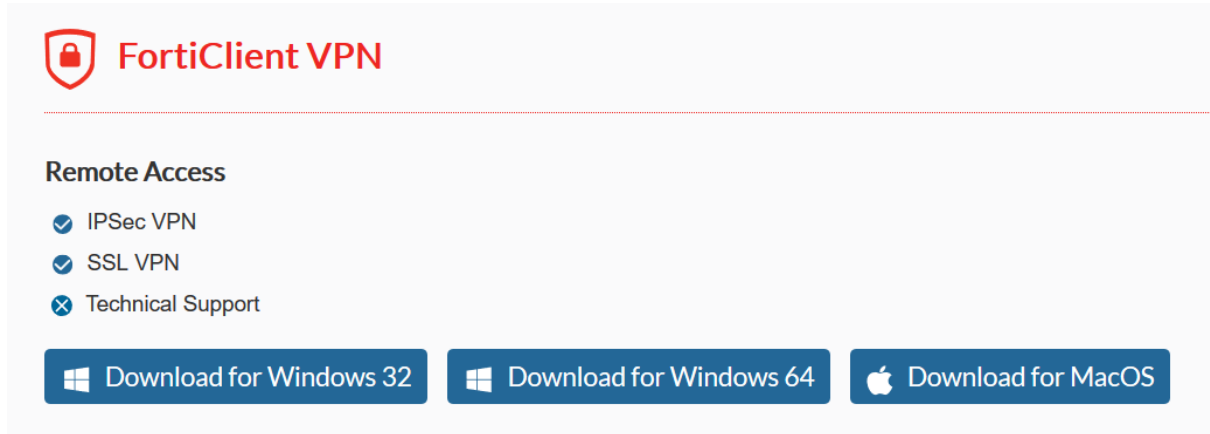 FortiClient VPN
Remote Access
IPSec VPN
SSL VPN
Technical Support
Download for Windows 32
Download for Windows 64
Download for MacOS